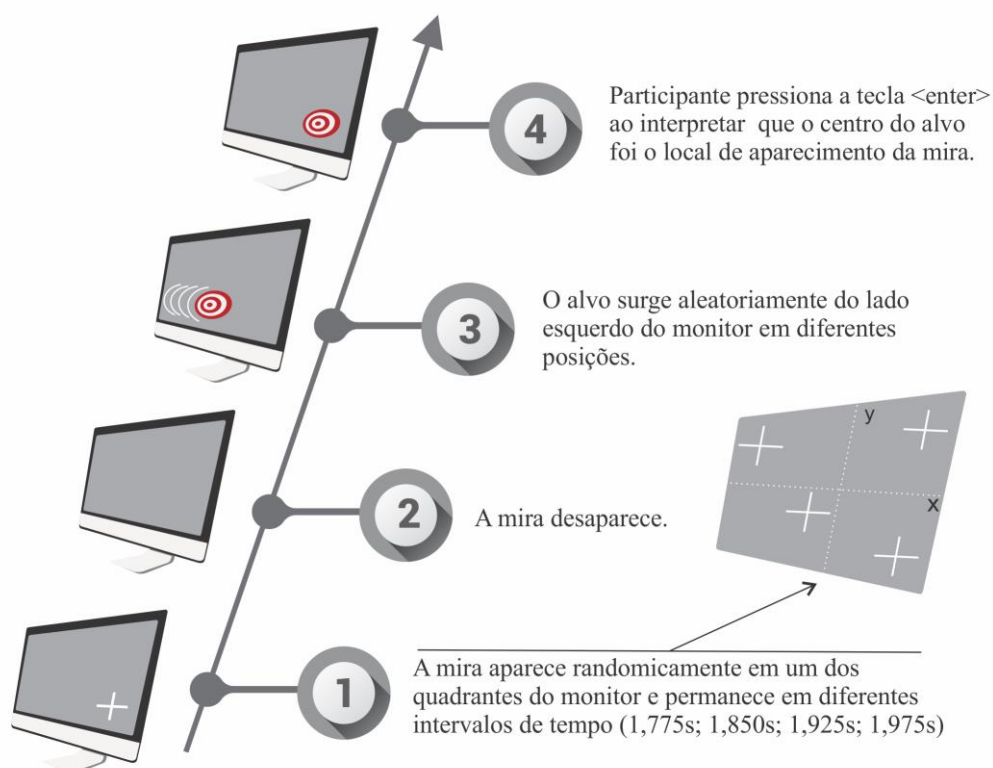 4
Participante pressiona a tecla <enter>
ao interpretar que o centro do alvo
foi o local de aparecimento da mira.
3
O alvo surge aleatoriamente do lado
esquerdo do monitor em diferentes
posições.
y
x
2
A mira desaparece.
1
A mira aparece randomicamente em um dos
quadrantes do monitor e permanece em diferentes
intervalos de tempo (1,775s; 1,850s; 1,925s; 1,975s)